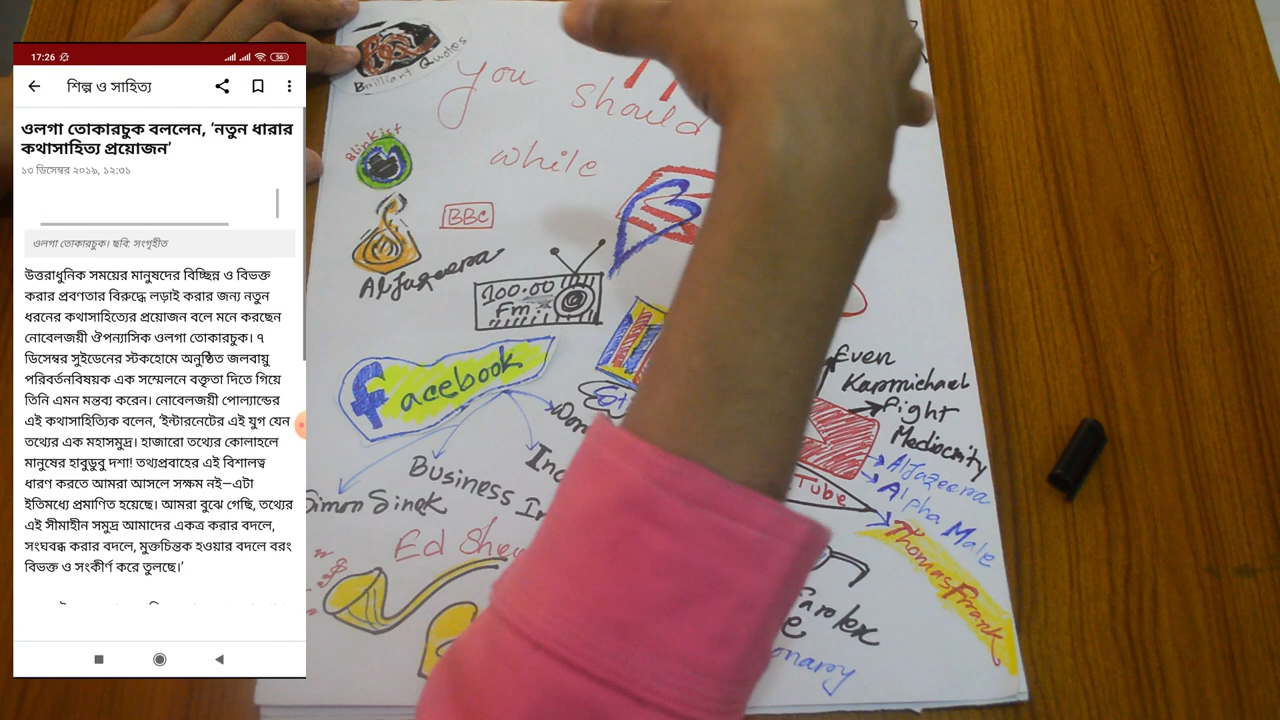 17:26
56
শিল্প ও সাহিত্য
ওলগা তোকারচুক বললেন, ‘নতুন ধারার
কথাসাহিত্য প্রয়োজন’
১৩ ডিসেম্বর ২০১৯, ১২:৩১
ওলগা তোকারচুক। ছবি: সংগৃহীত
উত্তরাধুনিক সময়ের মানুষদের বিচ্ছিন্ন ও বিভক্ত
করার প্রবণতার বিরুদ্ধে লড়াই করার জন্য নতুন
ধরনের কথাসাহিত্যের প্রয়োজন বলে মনে করছেন
নোবেলজয়ী ঔপন্যাসিক ওলগা তোকারচুক। ৭
ডিসেম্বর সুইডেনের স্টকহোমে অনুষ্ঠিত জলবায়ু
পরিবর্তনবিষয়ক এক সম্মেলনে বক্তৃতা দিতে গিয়ে
তিনি এমন মন্তব্য করেন। নোবেলজয়ী পোল্যান্ডের
এই কথাসাহিত্যিক বলেন, ‘ইন্টারনেটের এই যুগ যেন
তথ্যের এক মহাসমুদ্র। হাজারো তথ্যের কোলাহলে
মানুষের হাবুডুবু দশা! তথ্যপ্রবাহের এই বিশালত্ব
ধারণ করতে আমরা আসলে সক্ষম নই—এটা
ইতিমধ্যে প্রমাণিত হয়েছে। আমরা বুঝে গেছি, তথ্যের
এই সীমাহীন সমুদ্র আমাদের একত্র করার বদলে,
সংঘবদ্ধ করার বদলে, মুক্তচিন্তক হওয়ার বদলে বরং
বিভক্ত ও সংকীর্ণ করে তুলছে।’
Brilliant Quotes
you should
while
Blinkist
BBC
AlJazeera
100.00
Fm
facebook
Business
Simon Sinek
Ed
Even
Karmichael
Fight
Mediocrity
AlJazeera
Alpha Male
Tube
Thomas Frank